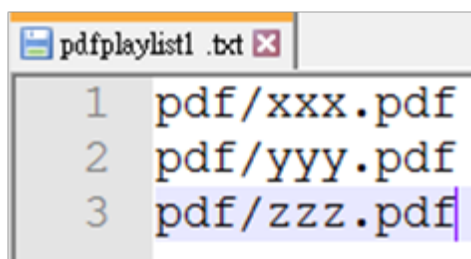 pdfplaylist1 .txt
1 pdf/xxx.pdf
2 pdf/yyy.pdf
3 pdf/zzz.pdf